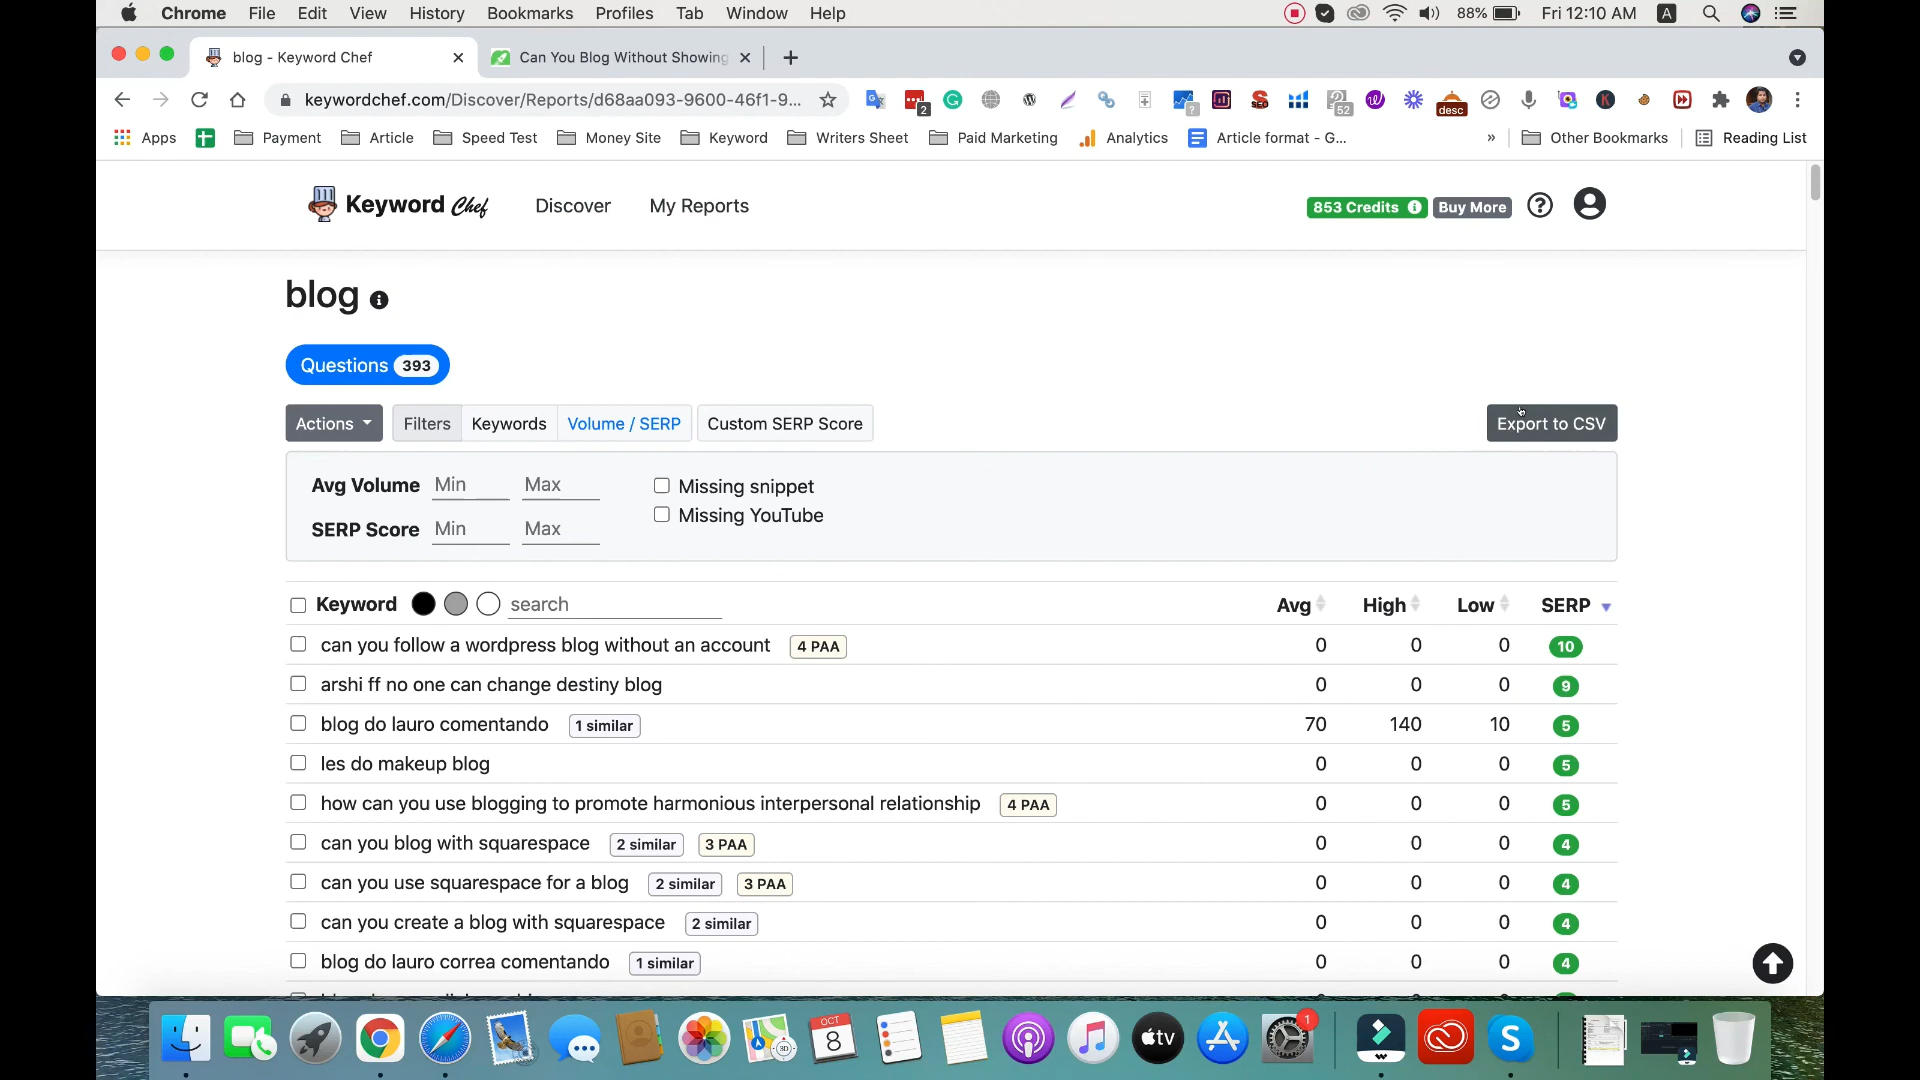 Chrome File Edit View History Bookmarks Profiles Tab Window Help 88% Fri 12:10 AM A
blog - Keyword Chef Can You Blog Without Showing
keywordchef.com/Discover/Reports/d68aa093-9600-46f1-9... 2 ? 52 desc
Apps Payment Article Speed Test Money Site Keyword Writers Sheet Paid Marketing Analytics Article format - G... » Other Bookmarks Reading List
Keyword Chef Discover My Reports 853 Credits Buy More
blog
Questions 393
Actions Filters Keywords Volume / SERP Custom SERP Score Export to CSV
Avg Volume Min Max Missing snippet
Missing YouTube
SERP Score Min Max
Keyword search Avg High Low SERP
can you follow a wordpress blog without an account 4 PAA 0 0 0 10
arshi ff no one can change destiny blog 0 0 0 9
blog do lauro comentando 1 similar 70 140 10 5
les do makeup blog 0 0 0 5
how can you use blogging to promote harmonious interpersonal relationship 4 PAA 0 0 0 5
can you blog with squarespace 2 similar 3 PAA 0 0 0 4
can you use squarespace for a blog 2 similar 3 PAA 0 0 0 4
can you create a blog with squarespace 2 similar 0 0 0 4
blog do lauro correa comentando 1 similar 0 0 0 4
OCT
8 3D tv 1 S